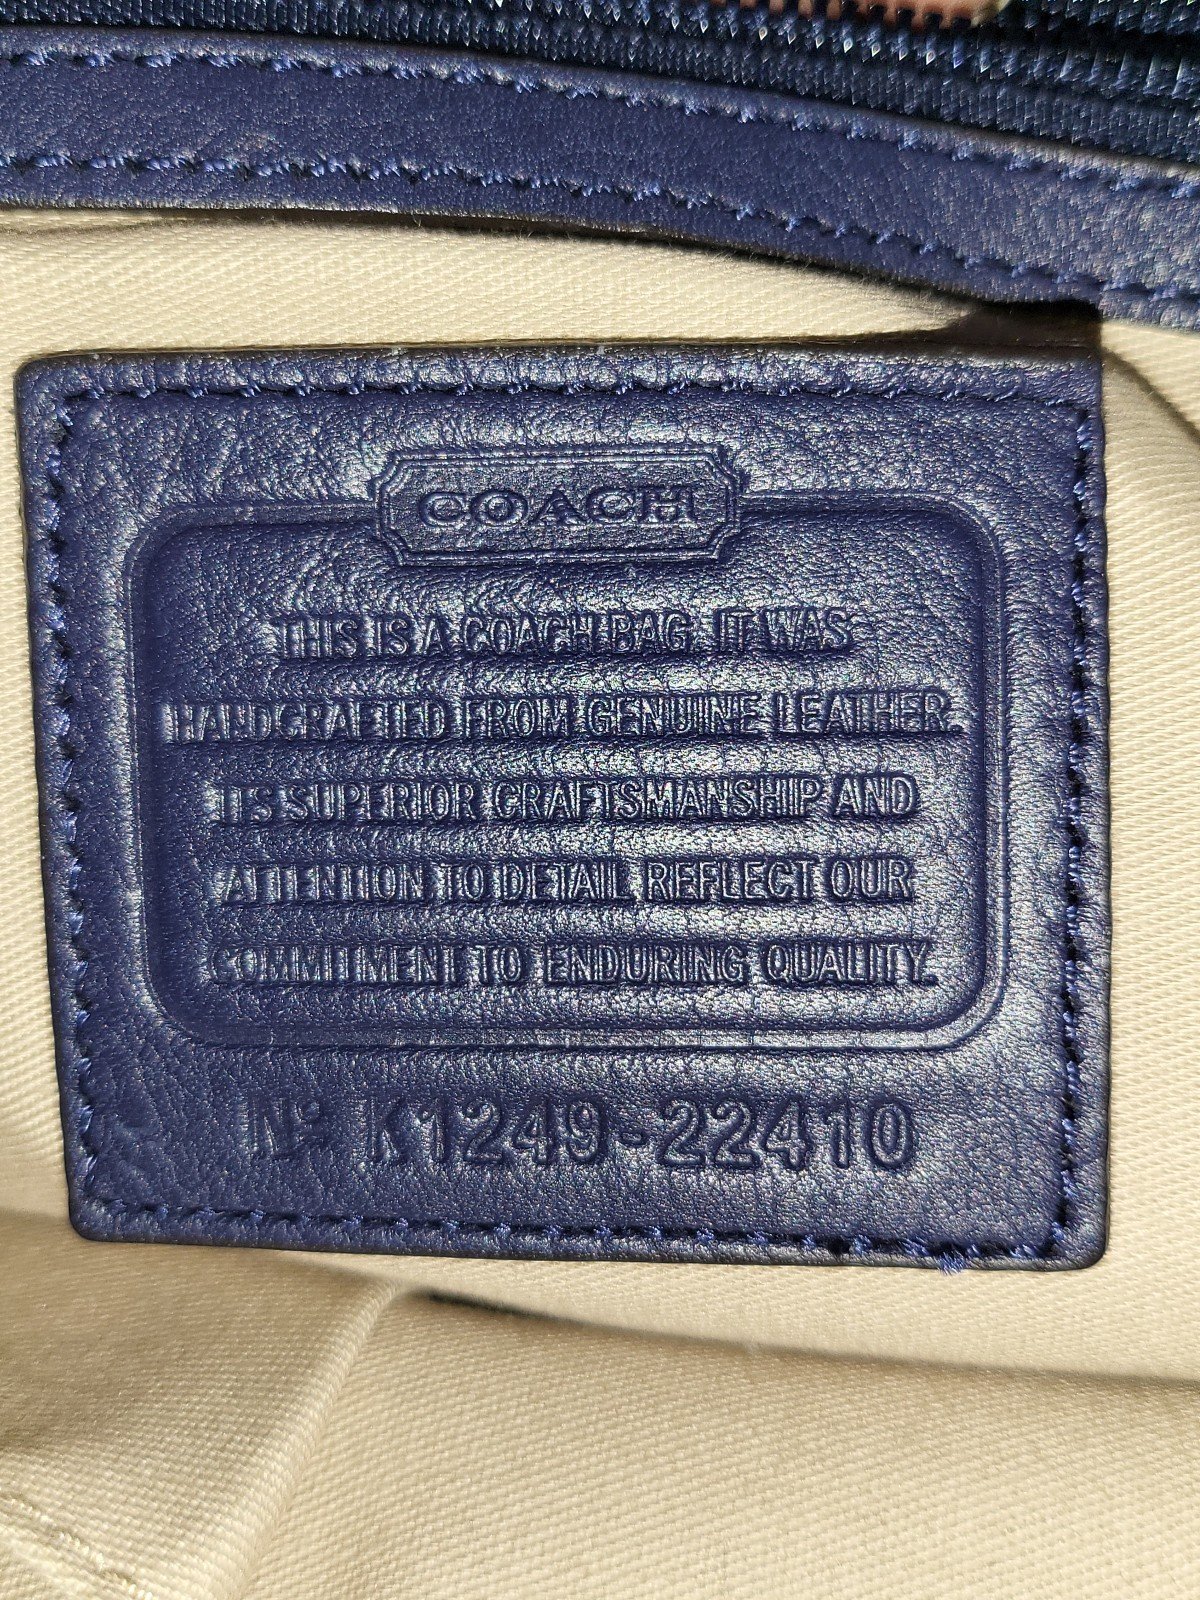 COACH
THIS IS A COACH BAG. IT WAS
HANDCRAFTED FROM GENUINE LEATHER.
ITS SUPERIOR CRAFTSMANSHIP AND
ATTENTION TO DETAIL REFLECT OUR
COMMITMENT TO ENDURING QUALITY.
Nº K1249-22410